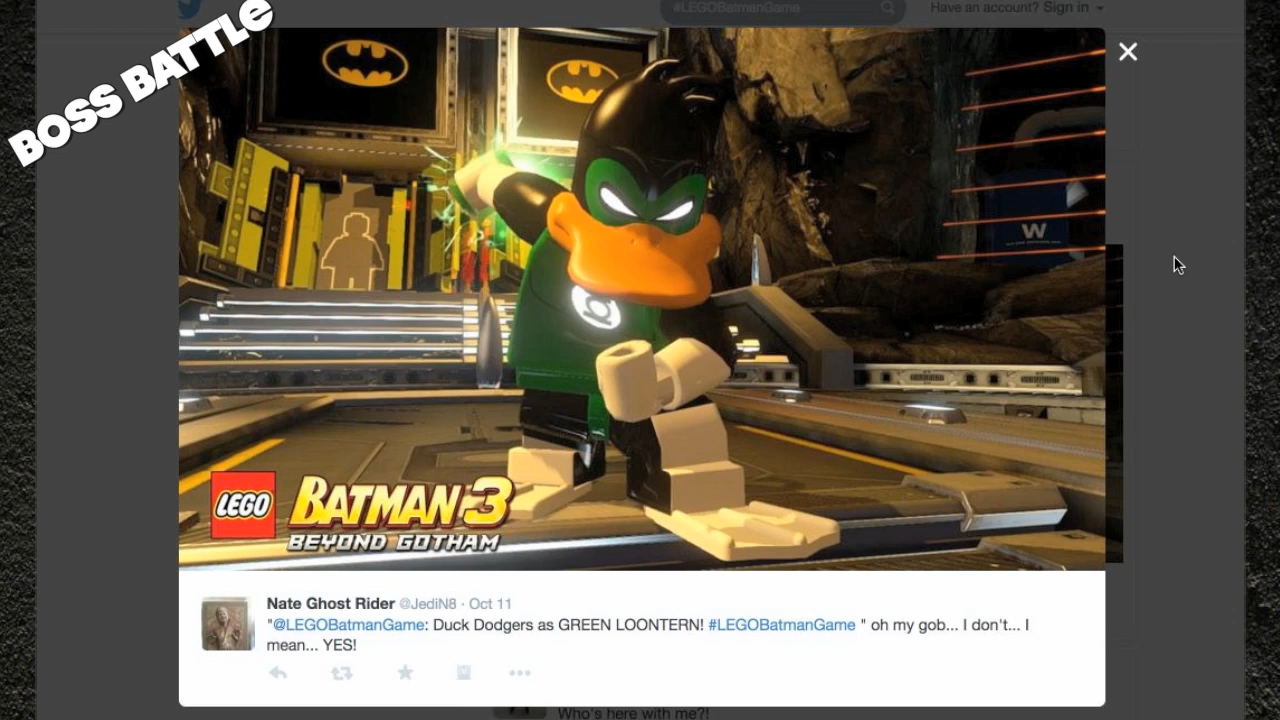 BOSS BATTLE
#LEGOBatmanGame
Have an account? Sign in
W
LEGO
BATMAN 3
BEYOND GOTHAM
Nate Ghost Rider @JediN8 · Oct 11
"@LEGOBatmanGame: Duck Dodgers as GREEN LOONTERN! #LEGOBatmanGame " oh my gob... I don't... I
mean... YES!
Who's here with me?!